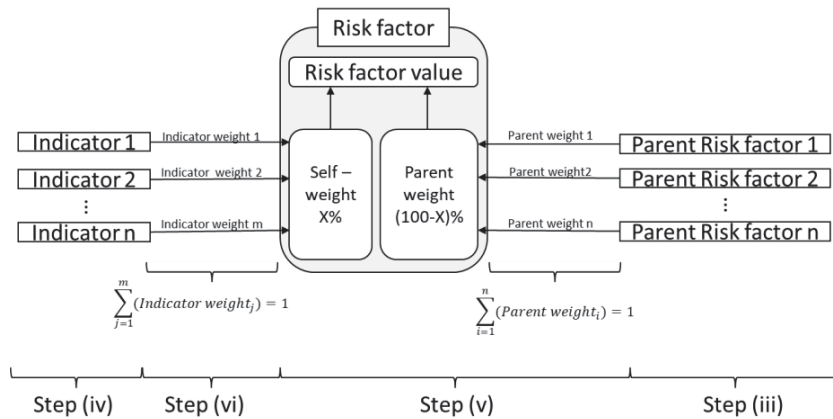 Risk factor
Risk factor value
Indicator 1
Indicator weight 1
Indicator 2
Indicator weight 2
⋮
Indicator n
Indicator weight m
Self –
weight
X%
Parent
weight
(100-X)%
Parent weight 1
Parent Risk factor 1
Parent weight2
Parent Risk factor 2
⋮
Parent weight n
Parent Risk factor n
\sum_{j=1}^{m}(Indicator weight_j) = 1
\sum_{i=1}^{n}(Parent weight_i) = 1
Step (iv)
Step (vi)
Step (v)
Step (iii)